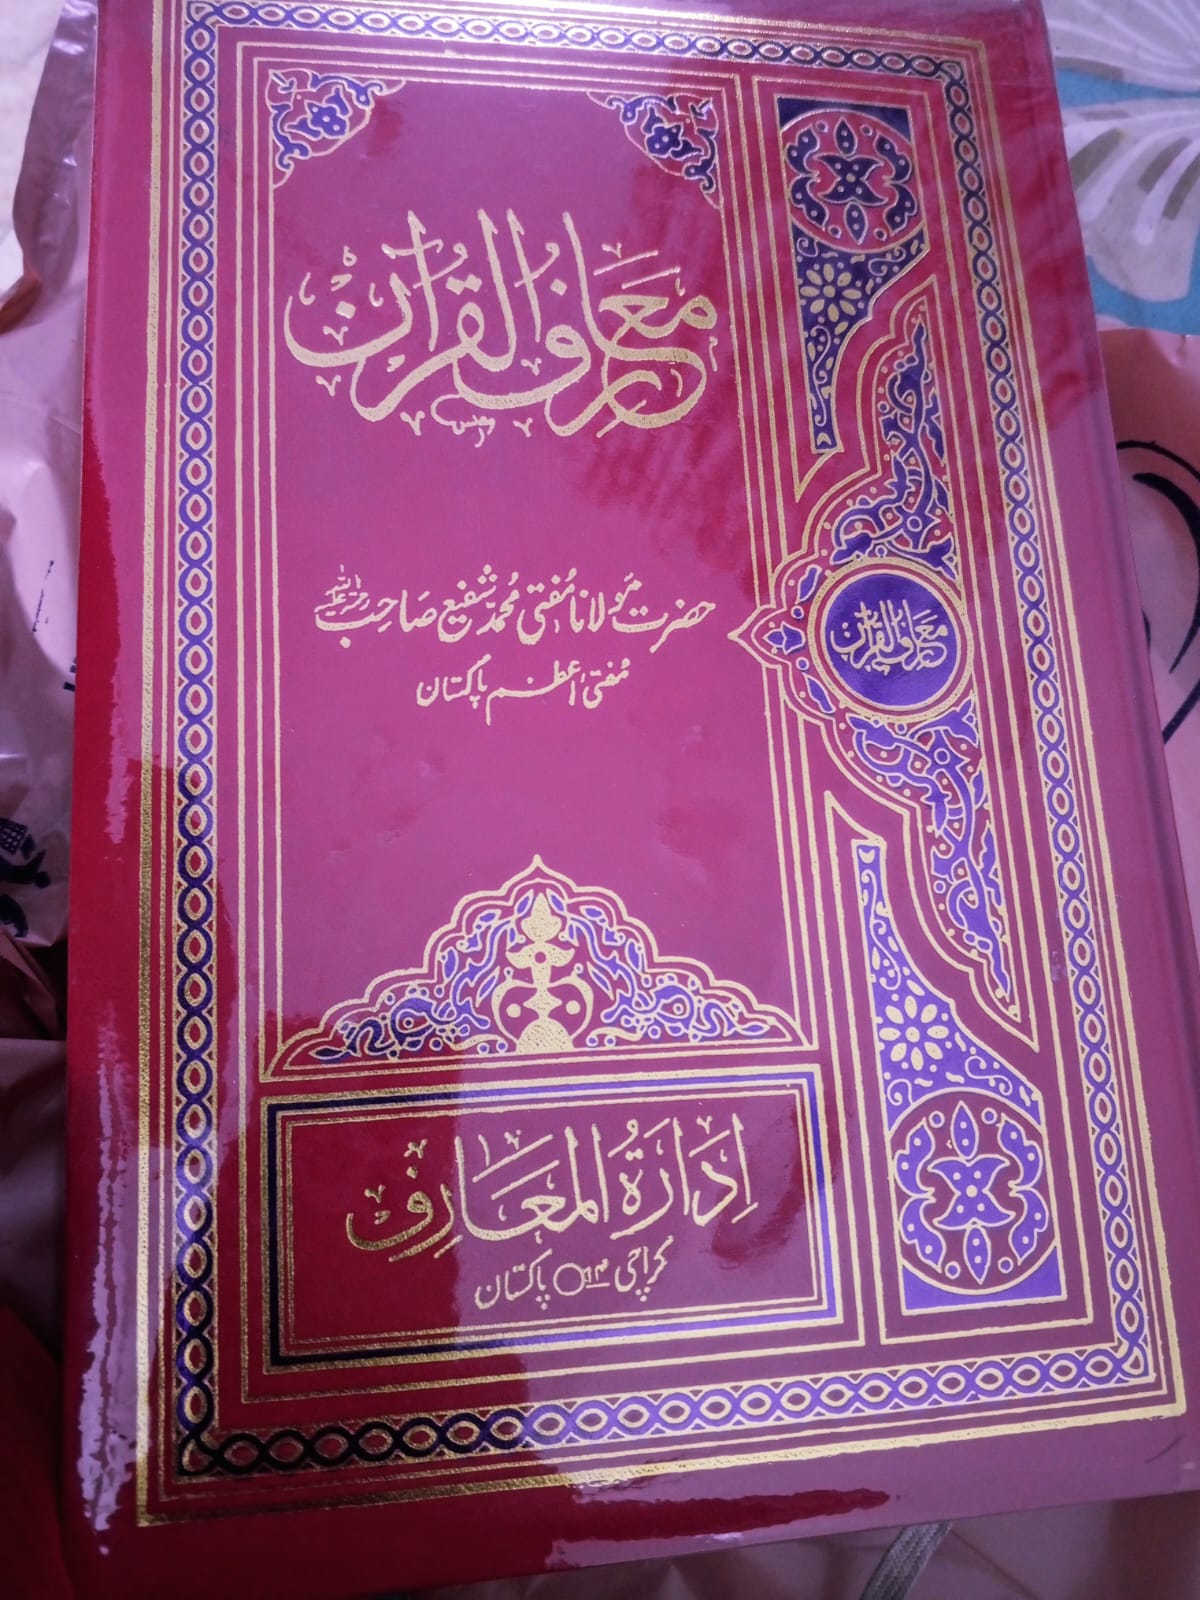 معارف القرآن
حضرت مولانا مفتی محمد شفیع صاحب رحمۃ اللہ علیہ
مفتی اعظم پاکستان
معارف القرآن
ادارۃ المعارف
کراچی ۱۴ پاکستان